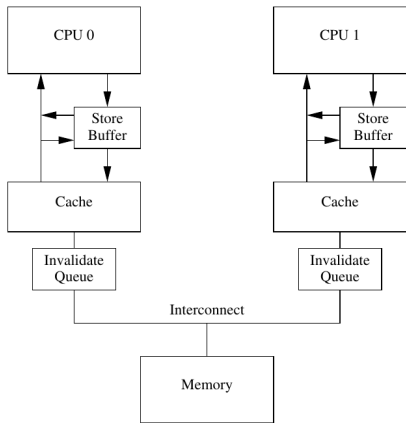 CPU 0
CPU 1
Store
Buffer
Store
Buffer
Cache
Cache
Invalidate
Queue
Invalidate
Queue
Interconnect
Memory